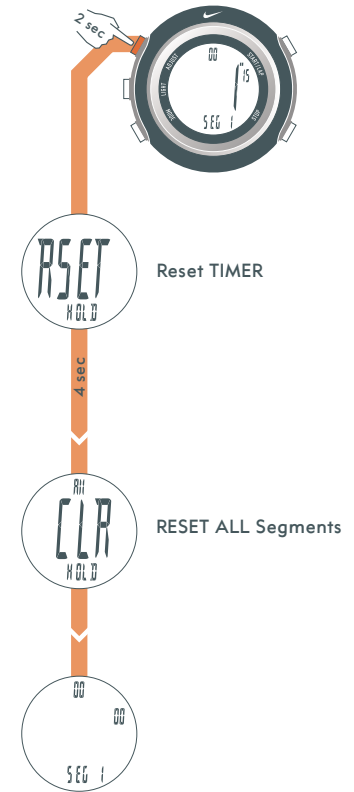 2 sec
ADJUST
00
START/LAP
LIGHT
1"15
MODE
SEG 1
STOP
RSET
HOLD
Reset TIMER
4 sec
All
CLR
HOLD
RESET ALL Segments
00
00
SEG 1